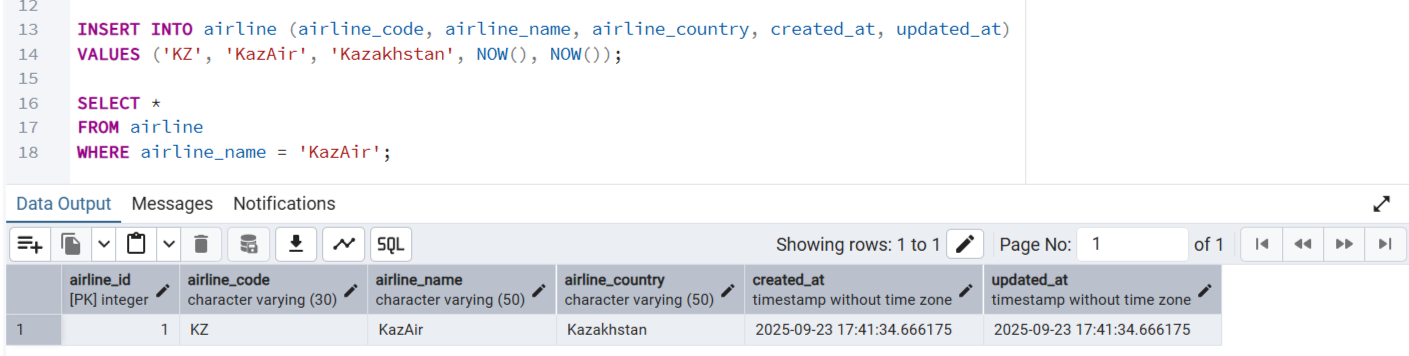 12
13 INSERT INTO airline (airline_code, airline_name, airline_country, created_at, updated_at)
14 VALUES ('KZ', 'KazAir', 'Kazakhstan', NOW(), NOW());
15
16 SELECT *
17 FROM airline
18 WHERE airline_name = 'KazAir';
Data Output Messages Notifications
SQL Showing rows: 1 to 1 Page No: 1 of 1
airline_id airline_code airline_name airline_country created_at updated_at
[PK] integer character varying (30) character varying (50) character varying (50) timestamp without time zone timestamp without time zone
1 1 KZ KazAir Kazakhstan 2025-09-23 17:41:34.666175 2025-09-23 17:41:34.666175